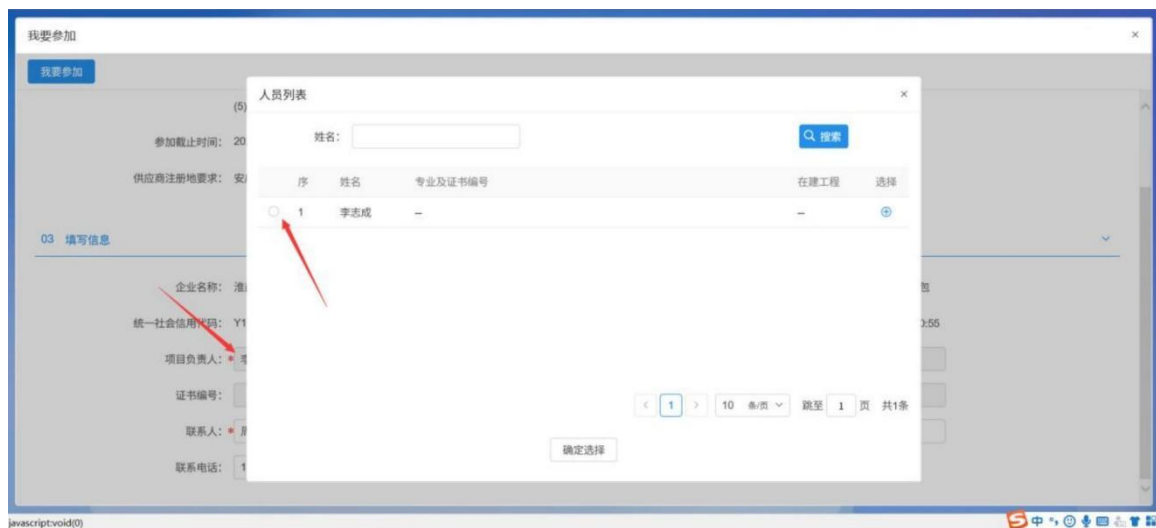 我要参加
我要参加
人员列表
(5)
姓名：
搜索
参加截止时间： 20
供应商注册地要求：
序 姓名 专业及证书编号 在建工程 选择
1 李志成 -- --
03 填写信息
企业名称： 包
统一社会信用代码： Y1 0:55
项目负责人：* 李
证书编号：
1 10 条/页 跳至 1 页 共1条
联系人：*
确定选择
联系电话： 1
javascript:void(0)
中